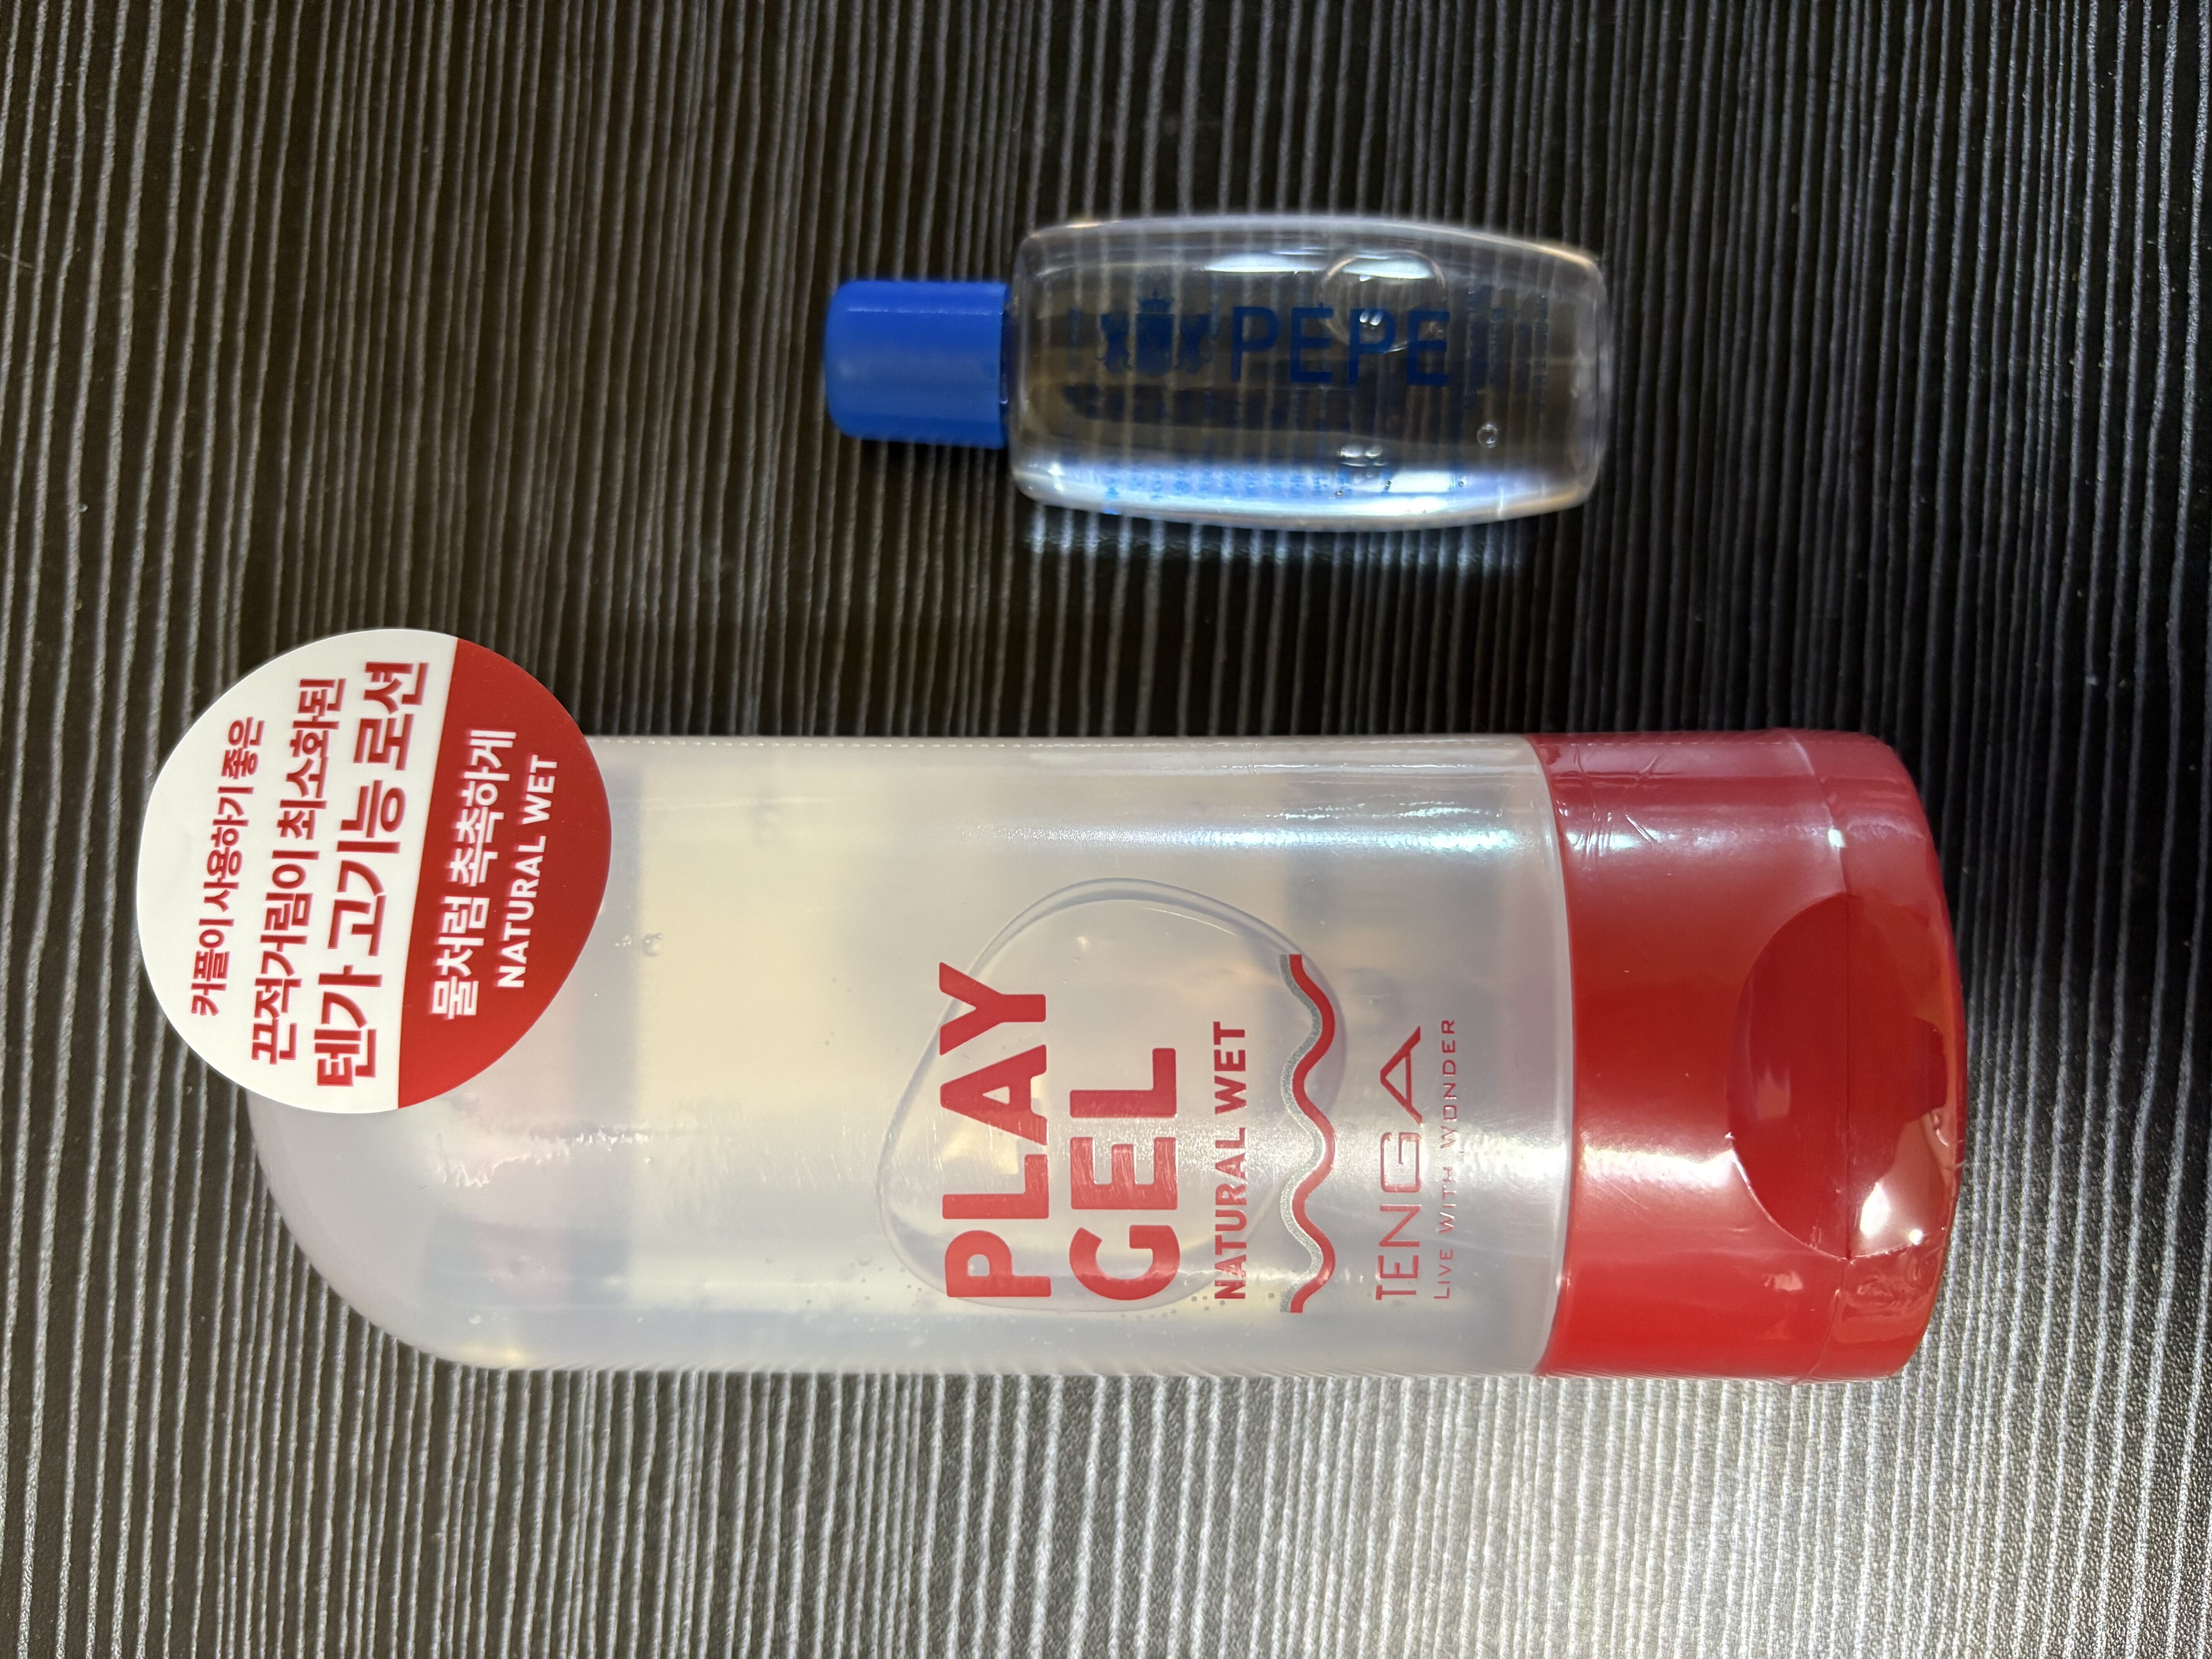 커플이 사용하기 좋은
끈적거림이 최소화된
텐가 고기능 로션
물처럼 촉촉하게
NATURAL WET
PLAY
GEL
NATURAL WET
TENGA
LIVE WITH WONDER
PEPE